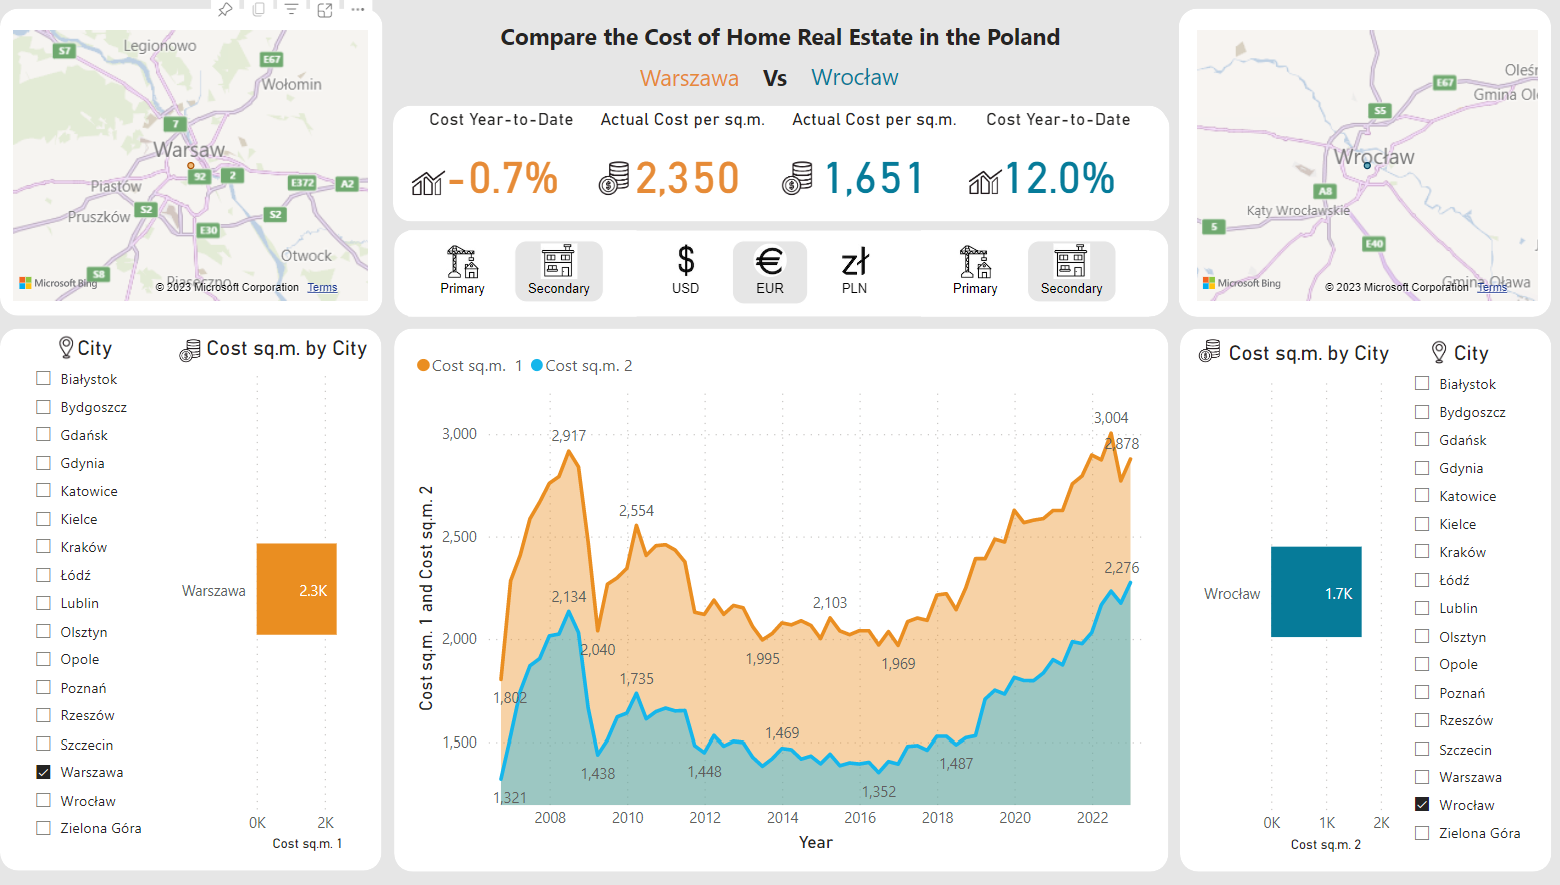 Compare the Cost of Home Real Estate in the Poland
Warszawa Vs Wrocław
Cost Year-to-Date
-0.7%
Actual Cost per sq.m.
2,350
Actual Cost per sq.m.
1,651
Cost Year-to-Date
12.0%
Primary
Secondary
$
USD
€
EUR
zł
PLN
Primary
Secondary
S7
Legionowo
E67
Wołomin
7
Warsaw
92
2
E372
A2
Piastów
S2
S2
Pruszków
E30
Otwock
S8
Piaseczno
Microsoft Bing
© 2023 Microsoft Corporation Terms
E67
Gmina
S5
Wrocław
A8
Kąty Wrocławskie
5
E40
Gmina Oława
Microsoft Bing
© 2023 Microsoft Corporation Terms
City
Białystok
Bydgoszcz
Gdańsk
Gdynia
Katowice
Kielce
Kraków
Łódź
Lublin
Olsztyn
Opole
Poznań
Rzeszów
Szczecin
Warszawa
Wrocław
Zielona Góra
Cost sq.m. by City
Warszawa
2.3K
0K 2K
Cost sq.m. 1
Cost sq.m. 1 Cost sq.m. 2
Cost sq.m. 1 and Cost sq.m. 2
3,000
2,500
2,000
1,500
2,917
3,004
2,878
2,554
2,276
2,134
2,103
2,040
1,995
1,969
1,802
1,735
1,469
1,487
1,438
1,448
1,352
1,321
2008 2010 2012 2014 2016 2018 2020 2022
Year
Cost sq.m. by City
Wrocław
1.7K
0K 1K 2K
Cost sq.m. 2
City
Białystok
Bydgoszcz
Gdańsk
Gdynia
Katowice
Kielce
Kraków
Łódź
Lublin
Olsztyn
Opole
Poznań
Rzeszów
Szczecin
Warszawa
Wrocław
Zielona Góra